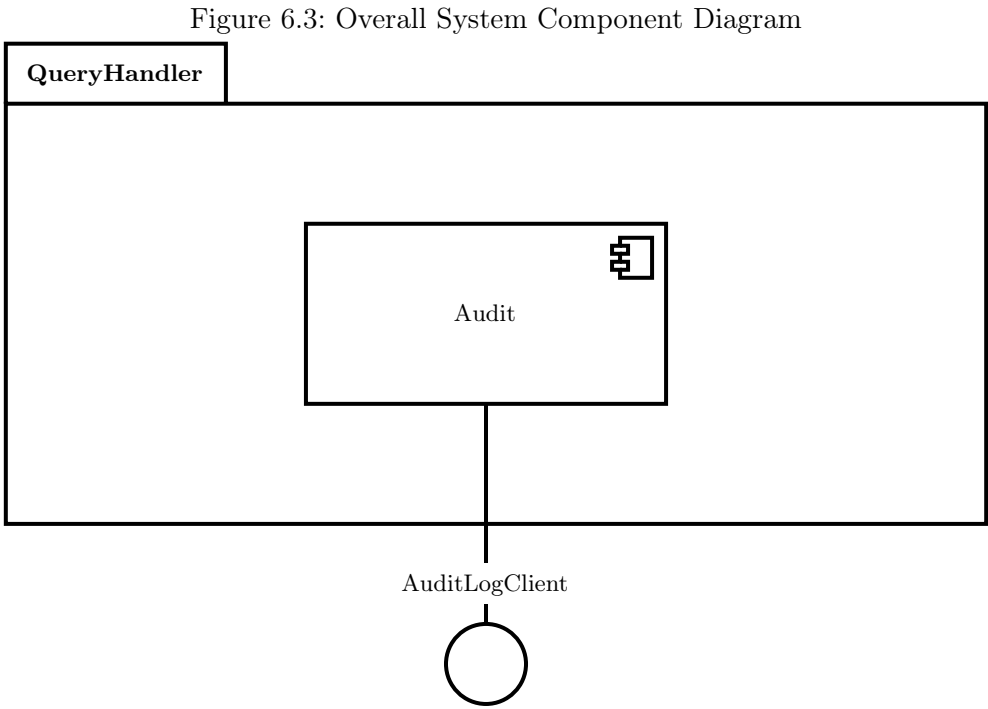 Figure 6.3: Overall System Component Diagram
QueryHandler
Audit
AuditLogClient